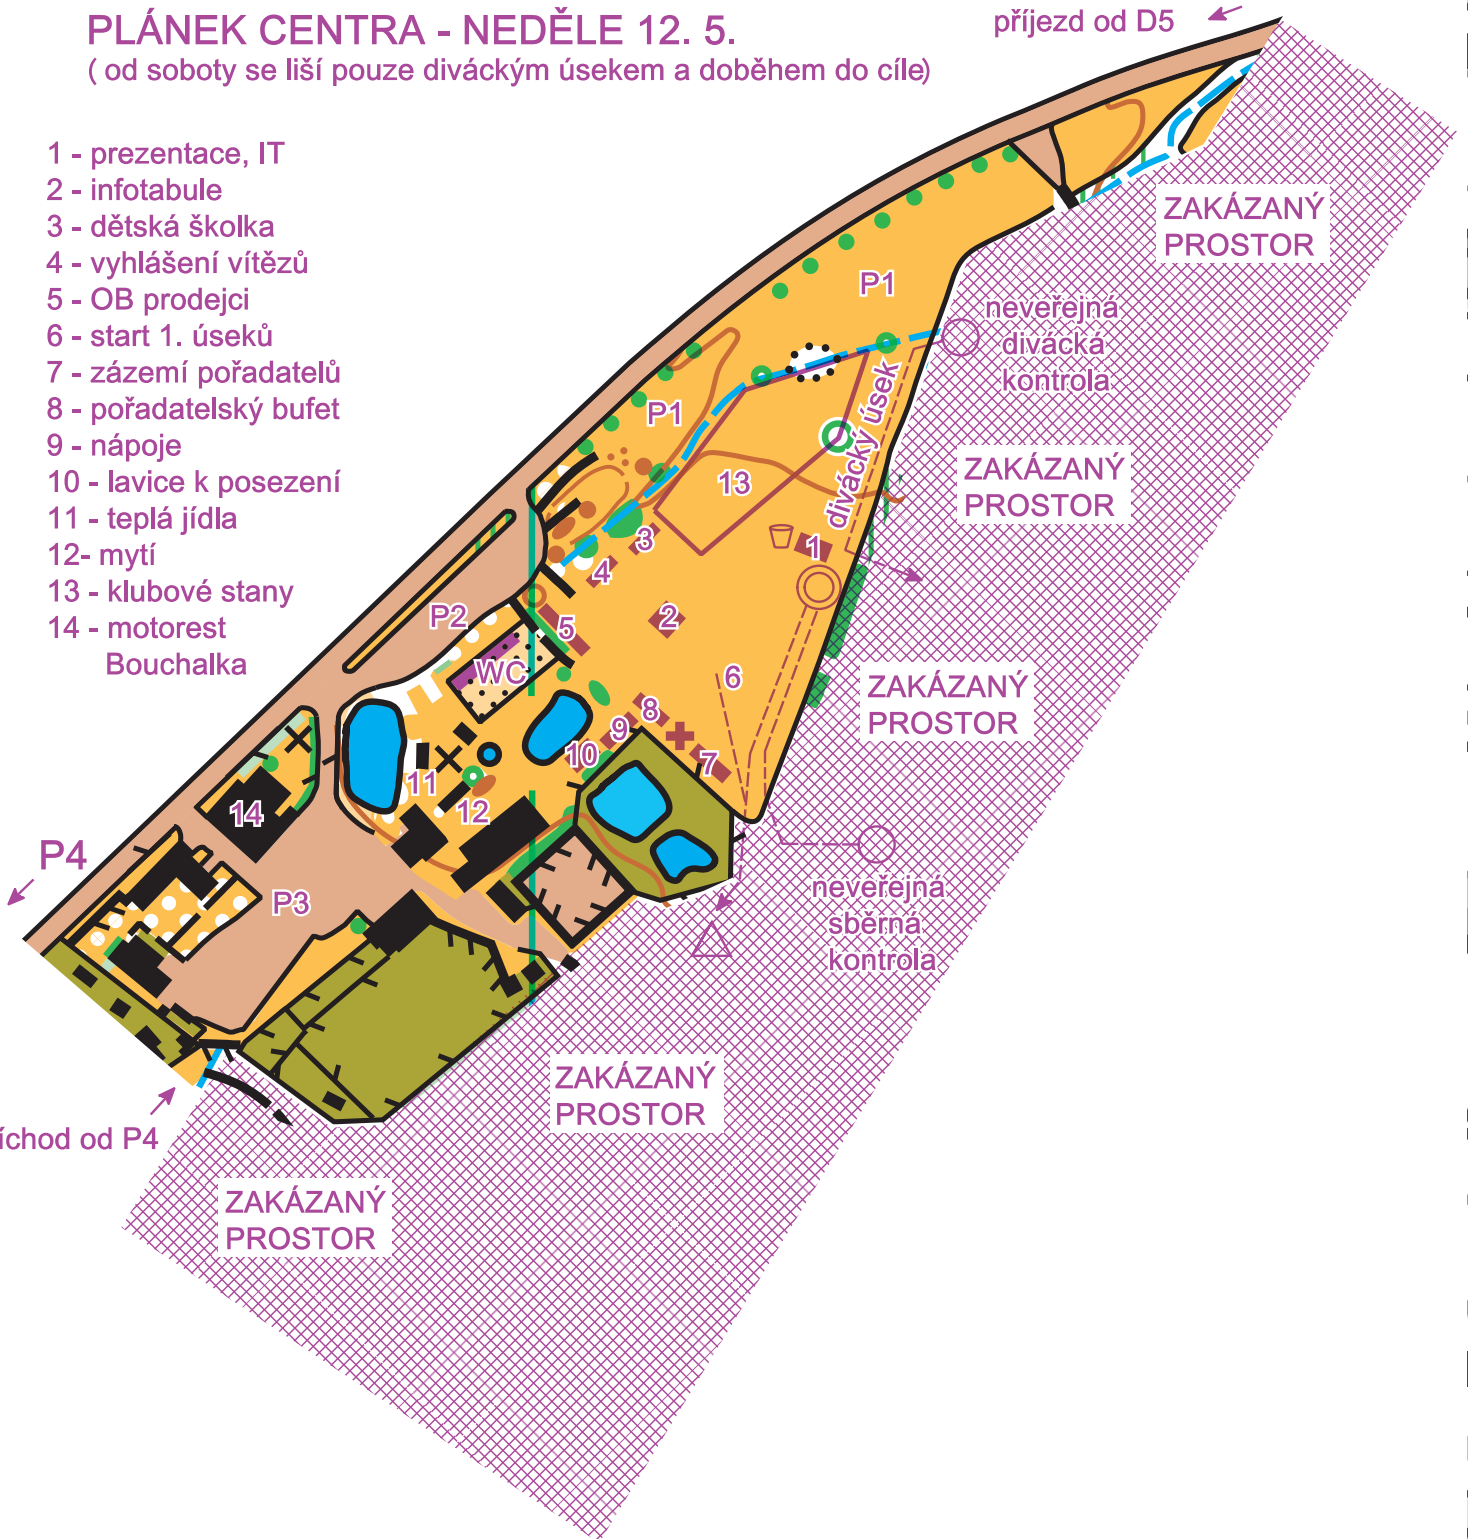 PLÁNEK CENTRA - NEDĚLE 12. 5.
( od soboty se liší pouze diváckým úsekem a doběhem do cíle)
příjezd od D5
1 - prezentace, IT
2 - infotabule
3 - dětská školka
4 - vyhlášení vítězů
5 - OB prodejci
6 - start 1. úseků
7 - zázemí pořadatelů
8 - pořadatelský bufet
9 - nápoje
10 - lavice k posezení
11 - teplá jídla
12- mytí
13 - klubové stany
14 - motorest
Bouchalka
ZAKÁZANÝ
PROSTOR
P1
neveřejná
divácká
kontrola
P1
divácký úsek
13
ZAKÁZANÝ
PROSTOR
3
1
4
P2
5
2
WC
6
ZAKÁZANÝ
PROSTOR
8
9
10
7
11
12
14
P4
P3
neveřejná
sběrná
kontrola
ZAKÁZANÝ
PROSTOR
íchod od P4
ZAKÁZANÝ
PROSTOR